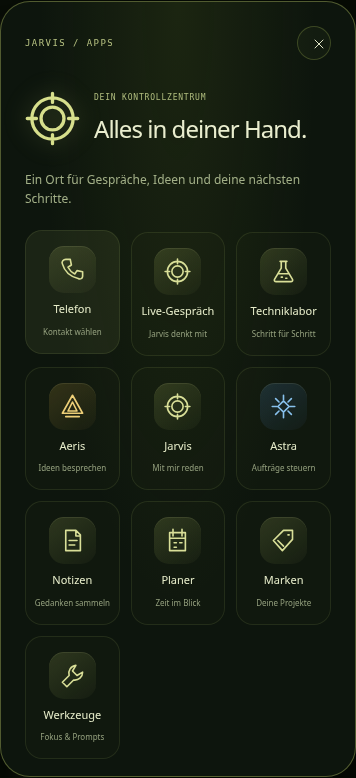 JARVIS / APPS
DEIN KONTROLLZENTRUM
Alles in deiner Hand.
Ein Ort für Gespräche, Ideen und deine nächsten
Schritte.
Telefon
Kontakt wählen
Live-Gespräch
Jarvis denkt mit
Techniklabor
Schritt für Schritt
Aeris
Ideen besprechen
Jarvis
Mit mir reden
Astra
Aufträge steuern
Notizen
Gedanken sammeln
Planer
Zeit im Blick
Marken
Deine Projekte
Werkzeuge
Fokus & Prompts